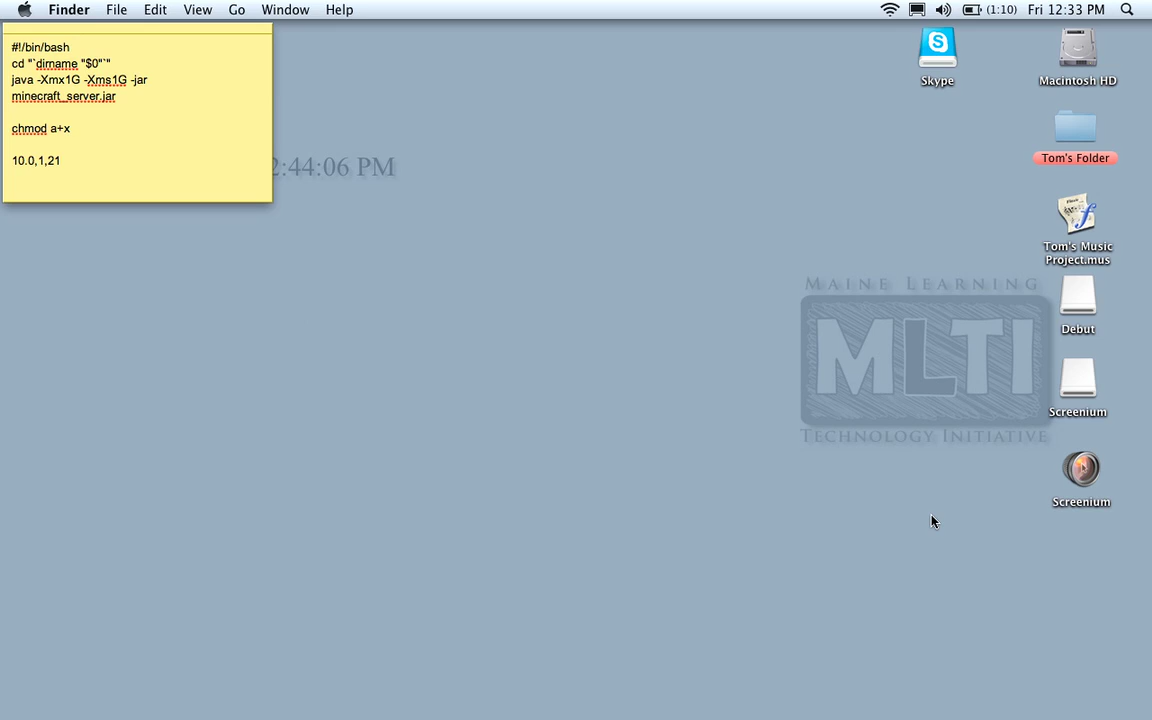 Finder File Edit View Go Window Help (1:10) Fri 12:33 PM
#!/bin/bash
cd "`dirname "$0"`"
java -Xmx1G -Xms1G -jar
minecraft_server.jar
chmod a+x
10.0,1,21
2:44:06 PM
Skype
Macintosh HD
Tom's Folder
Tom's Music
Project.mus
MAINE LEARNING
MLTI
TECHNOLOGY INITIATIVE
Debut
Screenium
Screenium